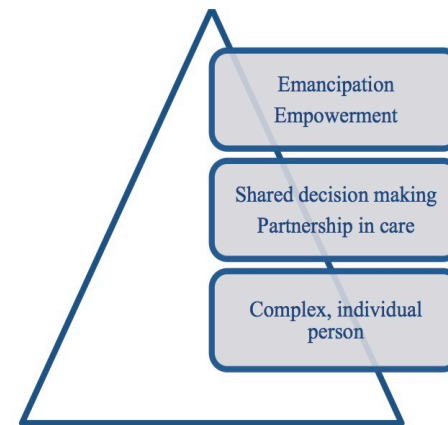 Emancipation
Empowerment
Shared decision making
Partnership in care
Complex, individual
person